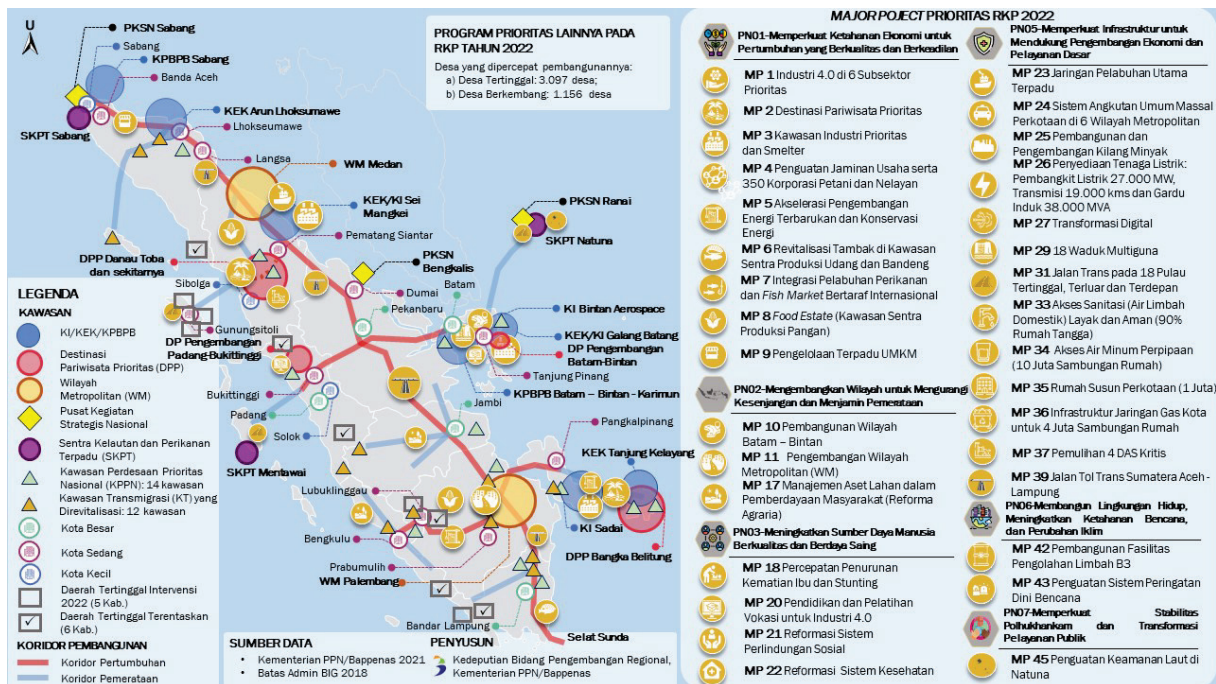 U
PKSN Sabang
Sabang
KPBPB Sabang
Banda Aceh
KEK Arun Lhoksumawe
SKPT Sabang
Lhokseumawe
Langsa
WM Medan
KEK/KI Sei
Mangkei
Pematang Siantar
DPP Danau Toba
dan sekitarnya
PKSN
Bengkalis
Sibolga
Dumai
Batam
Pekanbaru
PKSN Ranai
SKPT Natuna
KI Bintan Aerospace
KEK/KI Galang Batang
DP Pengembangan
Batam-Bintan
Tanjung Pinang
KPBPB Batam – Bintan - Karimun
Gunungsitoli
DP Pengembangan
Padang-Bukittinggi
Bukittinggi
Padang
Solok
SKPT Mentawai
Jambi
Pangkalpinang
KEK Tanjung Kelayang
Lubuklinggau
Bengkulu
KI Sadai
DPP Bangka Belitung
Prabumulih
WM Palembang
Bandar Lampung
Selat Sunda
PROGRAM PRIORITAS LAINNYA PADA
RKP TAHUN 2022
Desa yang dipercepat pembangunannya:
a) Desa Tertinggal: 3.097 desa;
b) Desa Berkembang: 1.156 desa
LEGENDA
KAWASAN
KI/KEK/KPBPB
Destinasi
Pariwisata Prioritas (DPP)
Wilayah
Metropolitan (WM)
Pusat Kegiatan
Strategis Nasional
Sentra Kelautan dan Perikanan
Terpadu (SKPT)
Kawasan Perdesaan Prioritas
Nasional (KPPN): 14 kawasan
Kawasan Transmigrasi (KT) yang
Direvitalisasi: 12 kawasan
Kota Besar
Kota Sedang
Kota Kecil
Daerah Tertinggal Intervensi
2022 (5 Kab.)
Daerah Tertinggal Terentaskan
(6 Kab.)
KORIDOR PEMBANGUNAN
Koridor Pertumbuhan
Koridor Pemerataan
SUMBER DATA
• Kementerian PPN/Bappenas 2021
• Batas Admin BIG 2018
PENYUSUN
Kedeputian Bidang Pengembangan Regional,
Kementerian PPN/Bappenas
MAJOR POJECT PRIORITAS RKP 2022
PN01-Memperkuat Ketahanan Ekonomi untuk
Pertumbuhan yang Berkualitas dan Berkeadilan
MP 1 Industri 4.0 di 6 Subsektor
Prioritas
MP 2 Destinasi Pariwisata Prioritas
MP 3 Kawasan Industri Prioritas
dan Smelter
MP 4 Penguatan Jaminan Usaha serta
350 Korporasi Petani dan Nelayan
MP 5 Akselerasi Pengembangan
Energi Terbarukan dan Konservasi
Energi
MP 6 Revitalisasi Tambak di Kawasan
Sentra Produksi Udang dan Bandeng
MP 7 Integrasi Pelabuhan Perikanan
dan Fish Market Bertaraf Internasional
MP 8 Food Estate (Kawasan Sentra
Produksi Pangan)
MP 9 Pengelolaan Terpadu UMKM
PN02-Mengembangkan Wilayah untuk Mengurangi
Kesenjangan dan Menjamin Pemerataan
MP 10 Pembangunan Wilayah
Batam – Bintan
MP 11 Pengembangan Wilayah
Metropolitan (WM)
MP 17 Manajemen Aset Lahan dalam
Pemberdayaan Masyarakat (Reforma
Agraria)
PN03-Meningkatkan Sumber Daya Manusia
Berkualitas dan Berdaya Saing
MP 18 Percepatan Penurunan
Kematian Ibu dan Stunting
MP 20 Pendidikan dan Pelatihan
Vokasi untuk Industri 4.0
MP 21 Reformasi Sistem
Perlindungan Sosial
MP 22 Reformasi Sistem Kesehatan
PN05-Memperkuat Infrastruktur untuk
Mendukung Pengembangan Ekonomi dan
Pelayanan Dasar
MP 23 Jaringan Pelabuhan Utama
Terpadu
MP 24 Sistem Angkutan Umum Massal
Perkotaan di 6 Wilayah Metropolitan
MP 25 Pembangunan dan
Pengembangan Kilang Minyak
MP 26 Penyediaan Tenaga Listrik:
Pembangkit Listrik 27.000 MW,
Transmisi 19.000 kms dan Gardu
Induk 38.000 MVA
MP 27 Transformasi Digital
MP 29 18 Waduk Multiguna
MP 31 Jalan Trans pada 18 Pulau
Tertinggal, Terluar dan Terdepan
MP 33 Akses Sanitasi (Air Limbah
Domestik) Layak dan Aman (90%
Rumah Tangga)
MP 34 Akses Air Minum Perpipaan
(10 Juta Sambungan Rumah)
MP 35 Rumah Susun Perkotaan (1 Juta)
MP 36 Infrastruktur Jaringan Gas Kota
untuk 4 Juta Sambungan Rumah
MP 37 Pemulihan 4 DAS Kritis
MP 39 Jalan Tol Trans Sumatera Aceh -
Lampung
PN06-Membangun Lingkungan Hidup,
Meningkatkan Ketahanan Bencana,
dan Perubahan Iklim
MP 42 Pembangunan Fasilitas
Pengolahan Limbah B3
MP 43 Penguatan Sistem Peringatan
Dini Bencana
PN07-Memperkuat Stabilitas
Polhukhankam dan Transformasi
Pelayanan Publik
MP 45 Penguatan Keamanan Laut di
Natuna